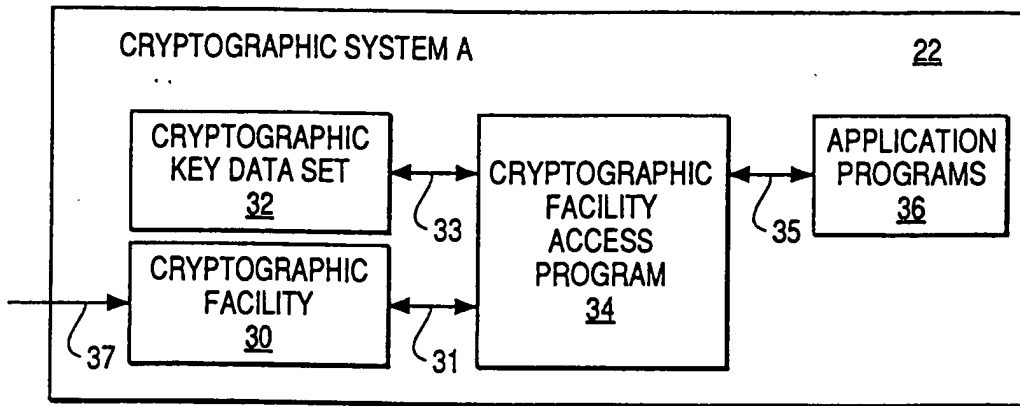 CRYPTOGRAPHIC SYSTEM A
22
CRYPTOGRAPHIC
KEY DATA SET
32
33
CRYPTOGRAPHIC
FACILITY
ACCESS
PROGRAM
34
35
APPLICATION
PROGRAMS
36
CRYPTOGRAPHIC
FACILITY
30
31
37